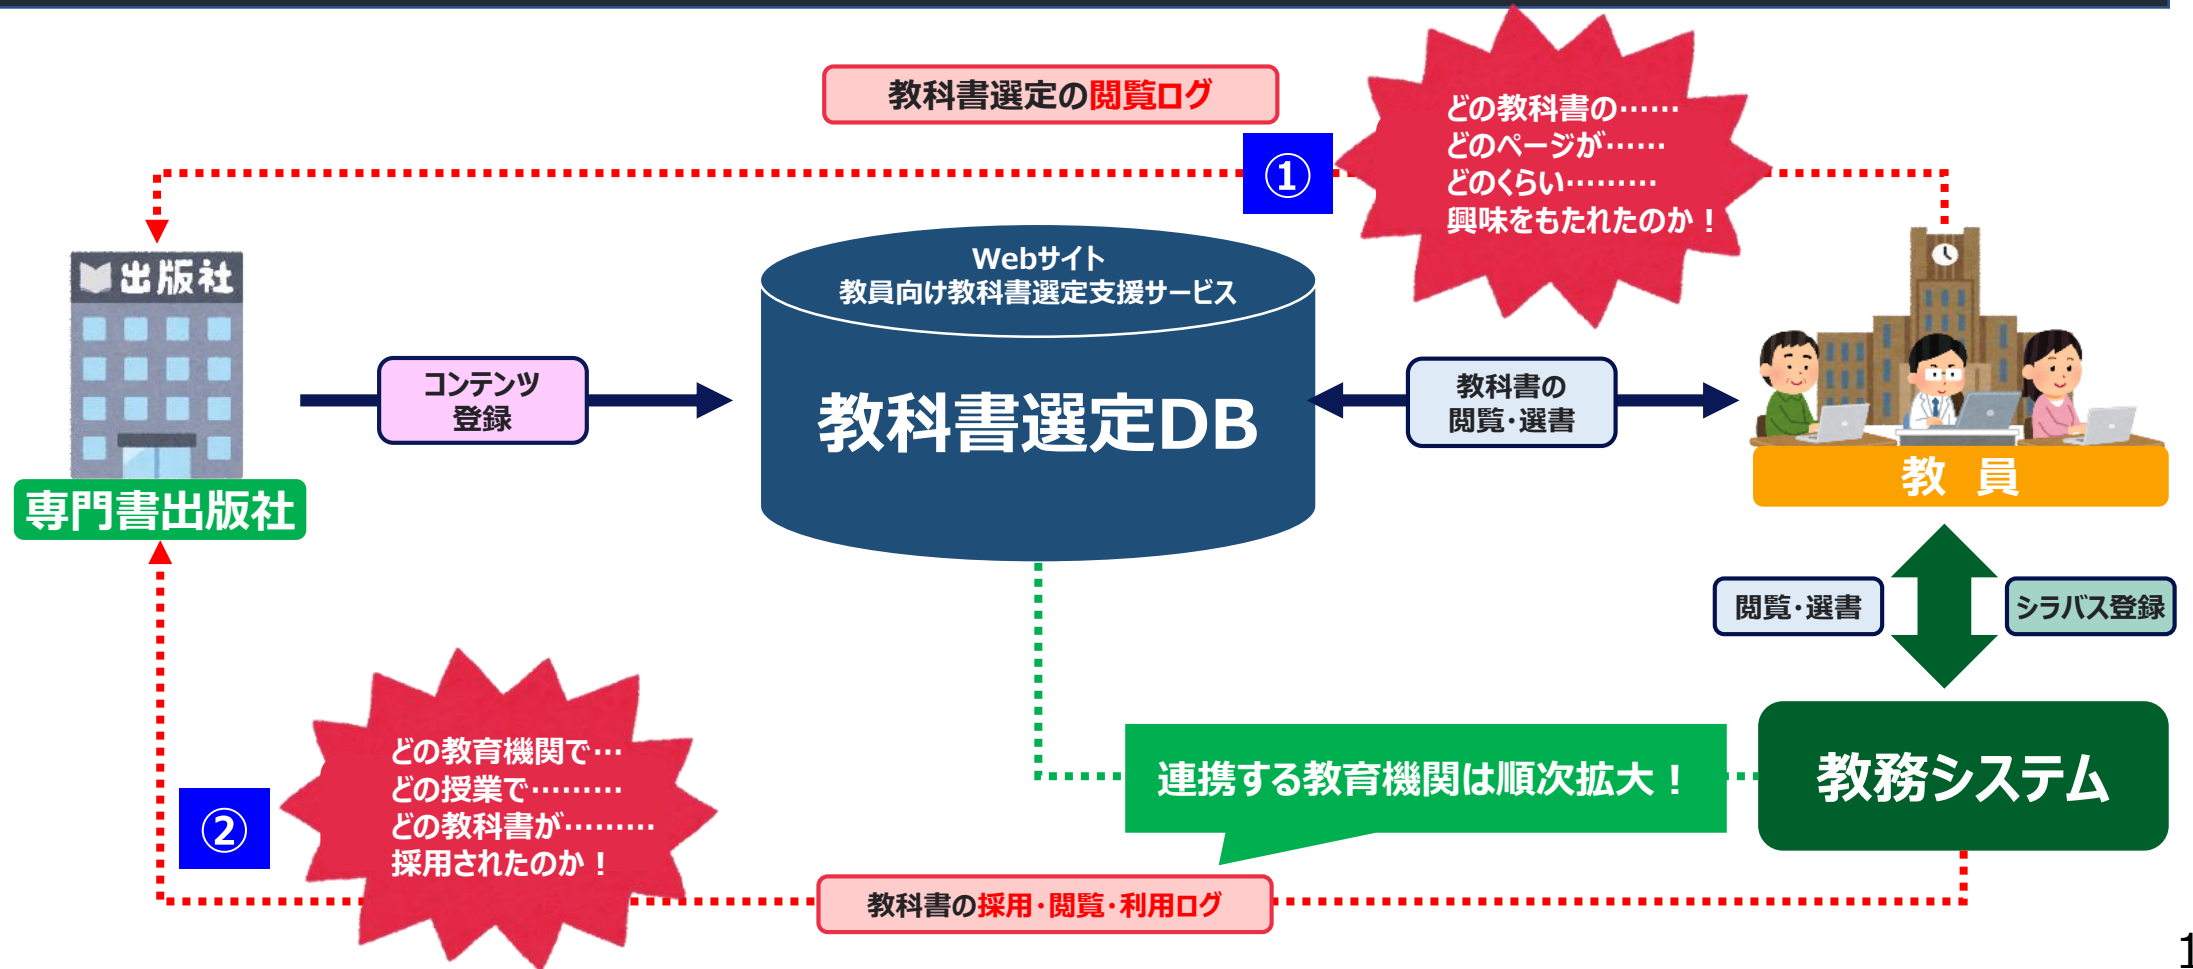 教科書選定の閲覧ログ
①
どの教科書の……
どのページが……
どのくらい………
興味をもたれたのか！
出版社
専門書出版社
コンテンツ
登録
Webサイト
教員向け教科書選定支援サービス
教科書選定DB
教科書の
閲覧・選書
教 員
閲覧・選書
シラバス登録
どの教育機関で…
どの授業で………
どの教科書が………
採用されたのか！
②
連携する教育機関は順次拡大！
教務システム
教科書の採用・閲覧・利用ログ
1